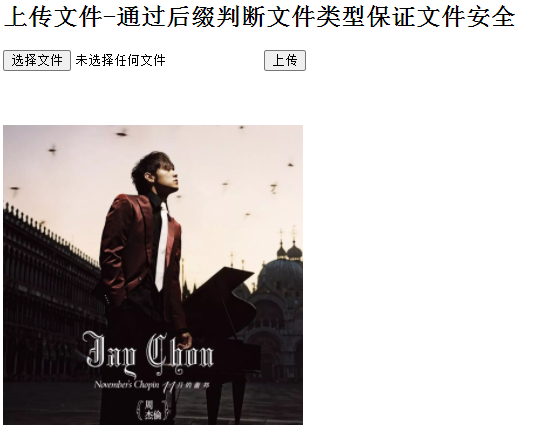 上传文件-通过后缀判断文件类型保证文件安全
选择文件 未选择任何文件 上传
Jay Chou
November's Chopin 11月的蕭邦
周
杰倫